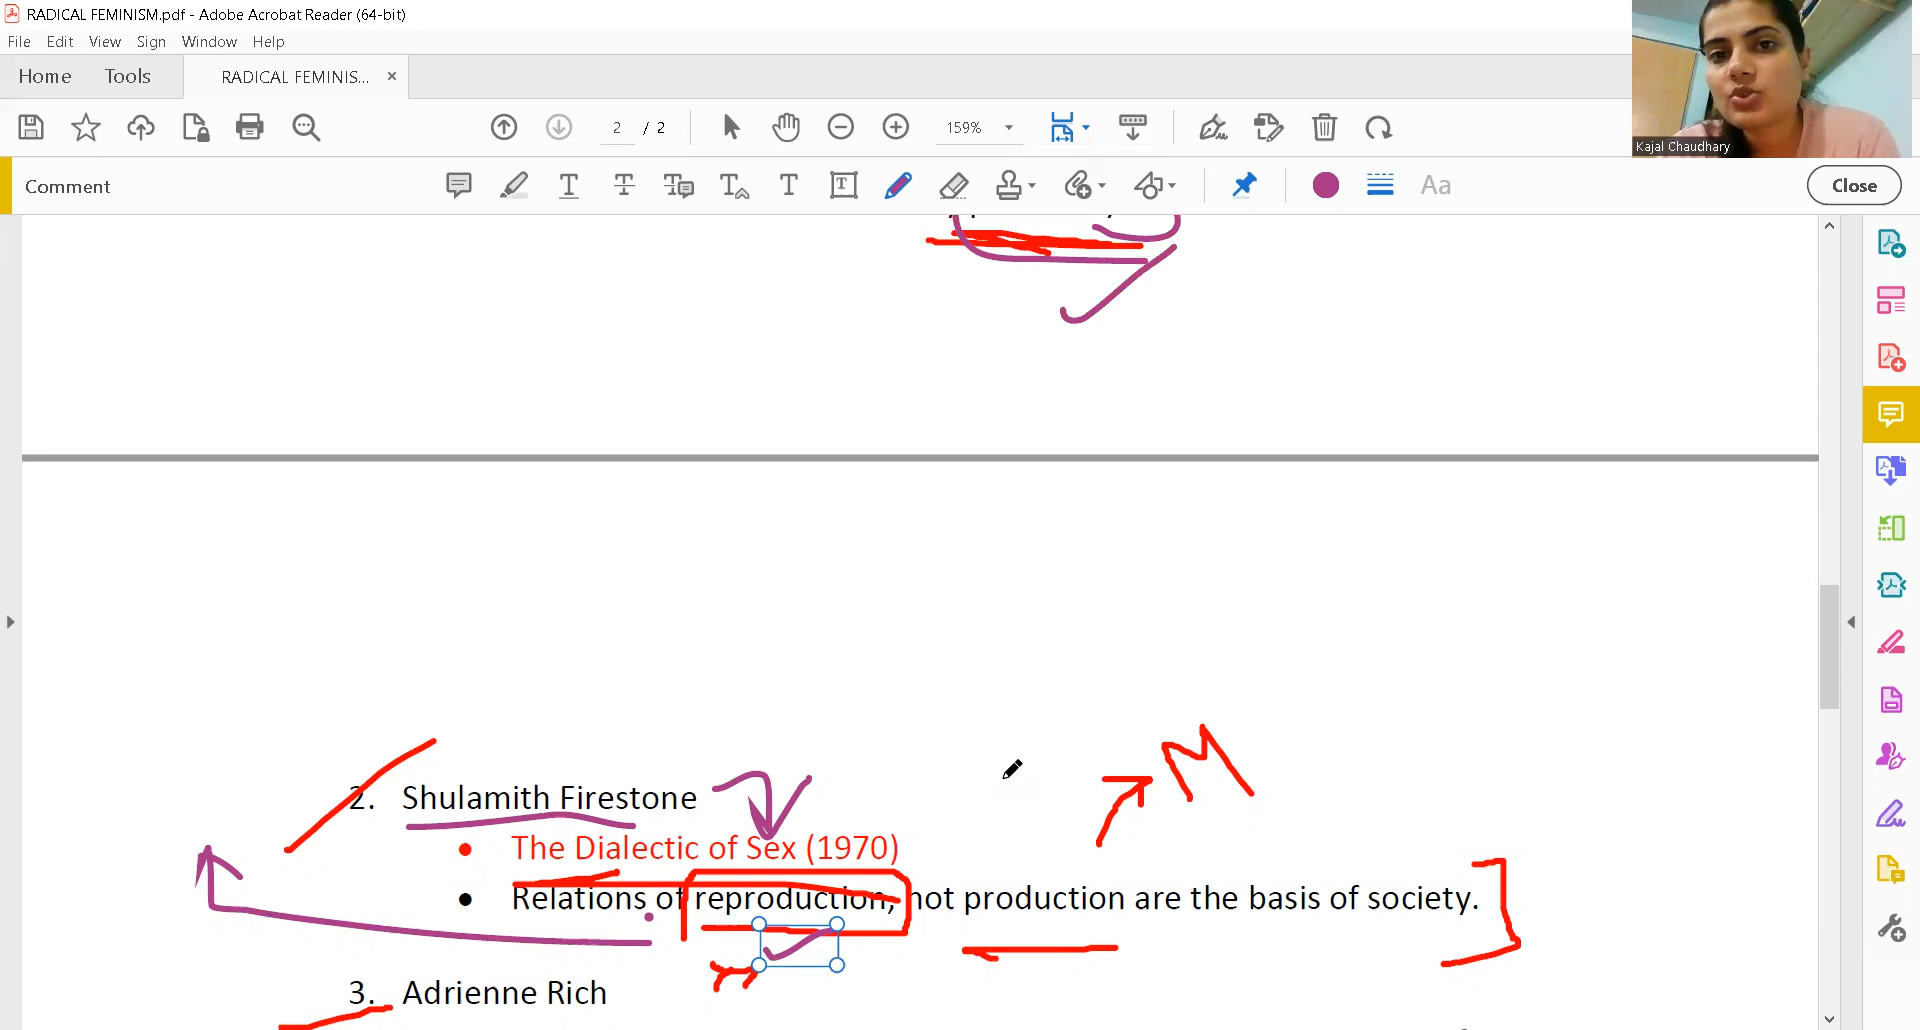 RADICAL FEMINISM.pdf - Adobe Acrobat Reader (64-bit)
File Edit View Sign Window Help
Home Tools RADICAL FEMINIS... ×
2 / 2 159%
Kajal Chaudhary
Comment Aa Close
M
2. Shulamith Firestone
• The Dialectic of Sex (1970)
• Relations of reproduction, not production are the basis of society.
3. Adrienne Rich